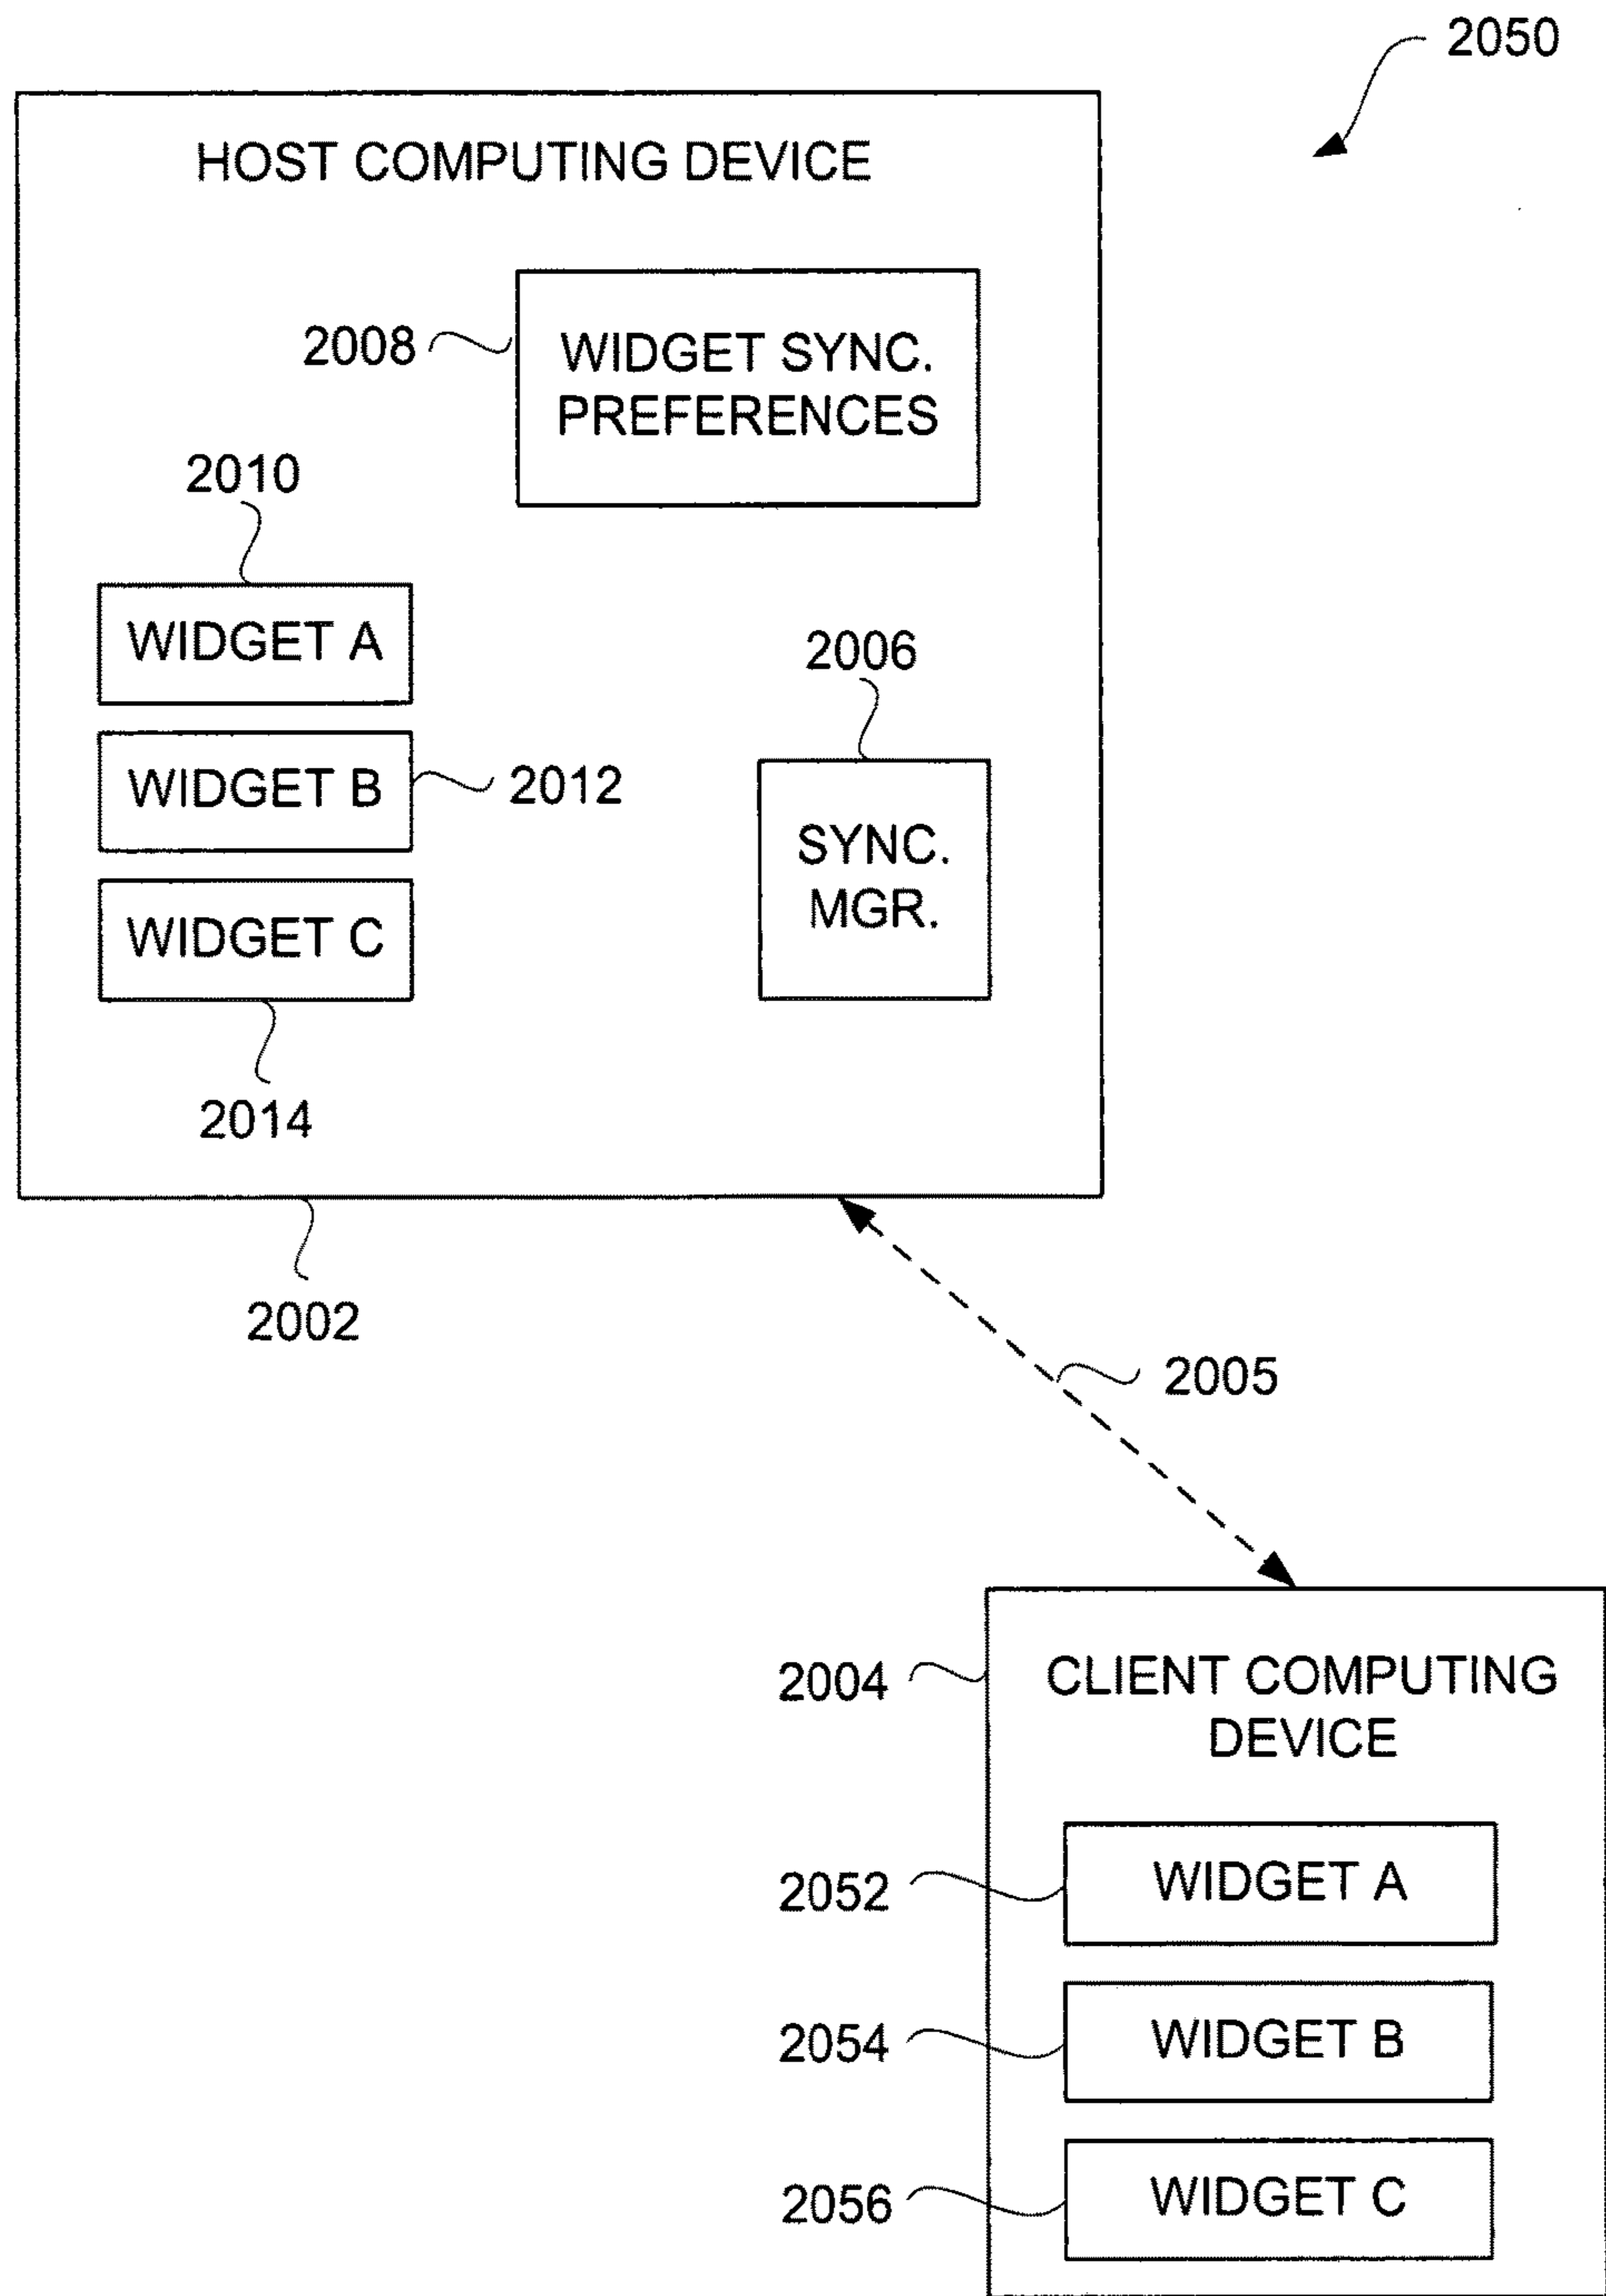 2050
HOST COMPUTING DEVICE
2008
WIDGET SYNC.
PREFERENCES
2010
WIDGET A
2006
WIDGET B
2012
SYNC.
MGR.
WIDGET C
2014
2002
2005
2004
CLIENT COMPUTING
DEVICE
2052
WIDGET A
2054
WIDGET B
2056
WIDGET C